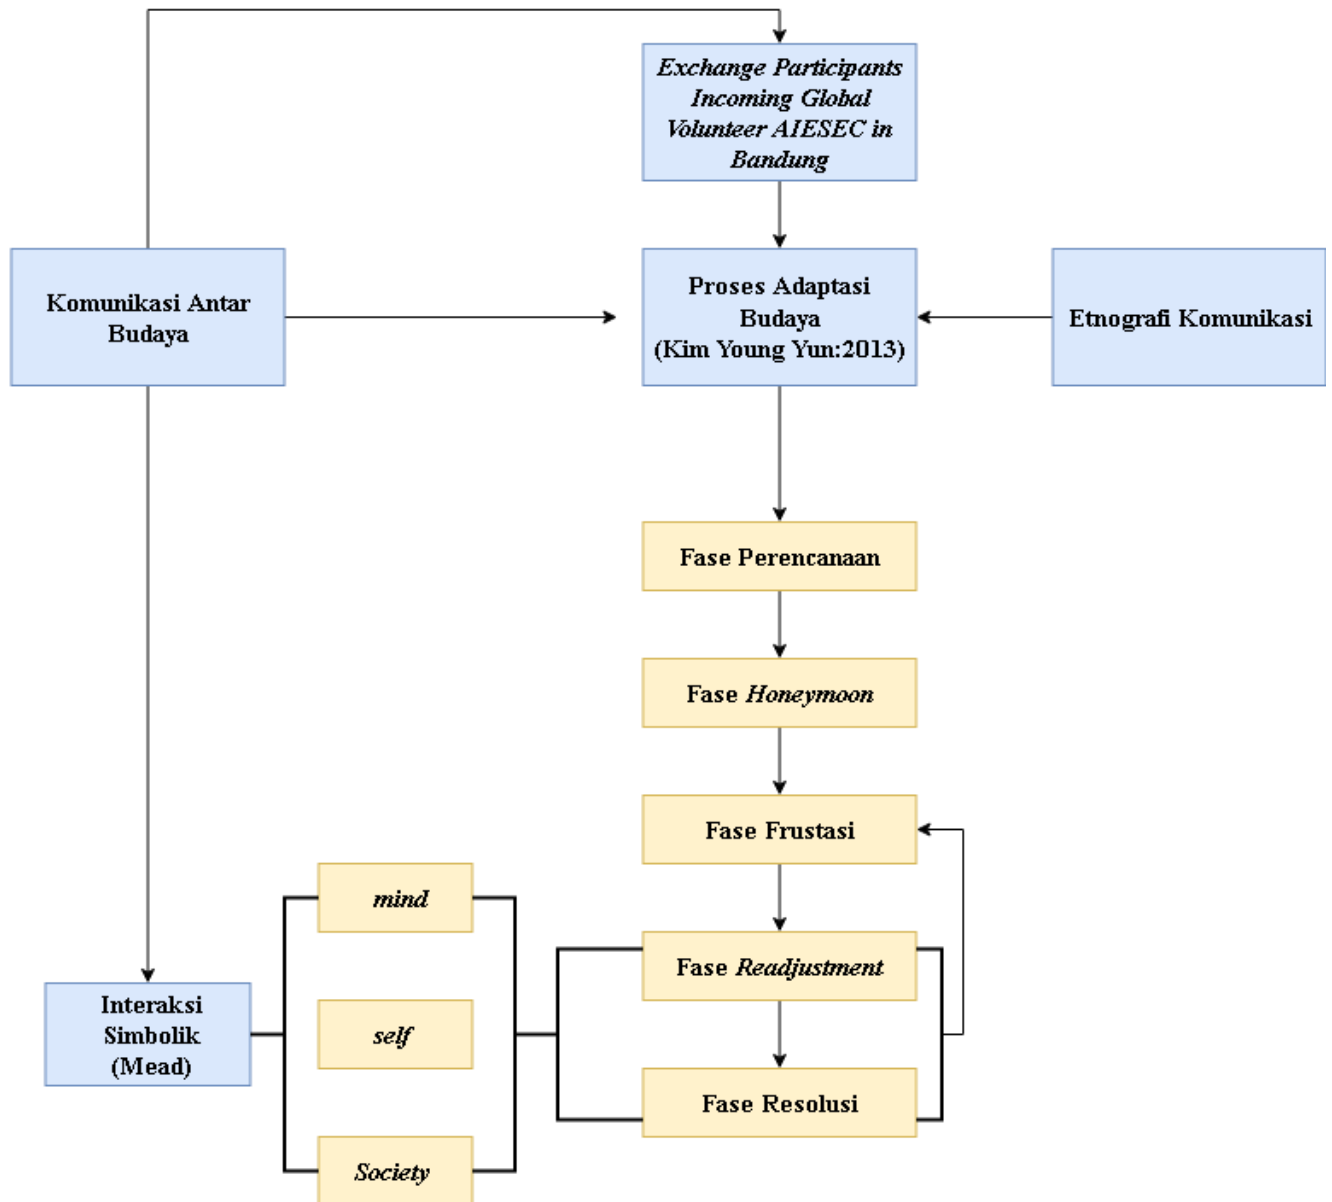 Exchange Participants
Incoming Global
Volunteer AIESEC in
Bandung
Komunikasi Antar
Budaya
Proses Adaptasi
Budaya
(Kim Young Yun:2013)
Etnografi Komunikasi
Fase Perencanaan
Fase Honeymoon
Fase Frustasi
mind
Fase Readjustment
Interaksi
Simbolik
(Mead)
self
Fase Resolusi
Society